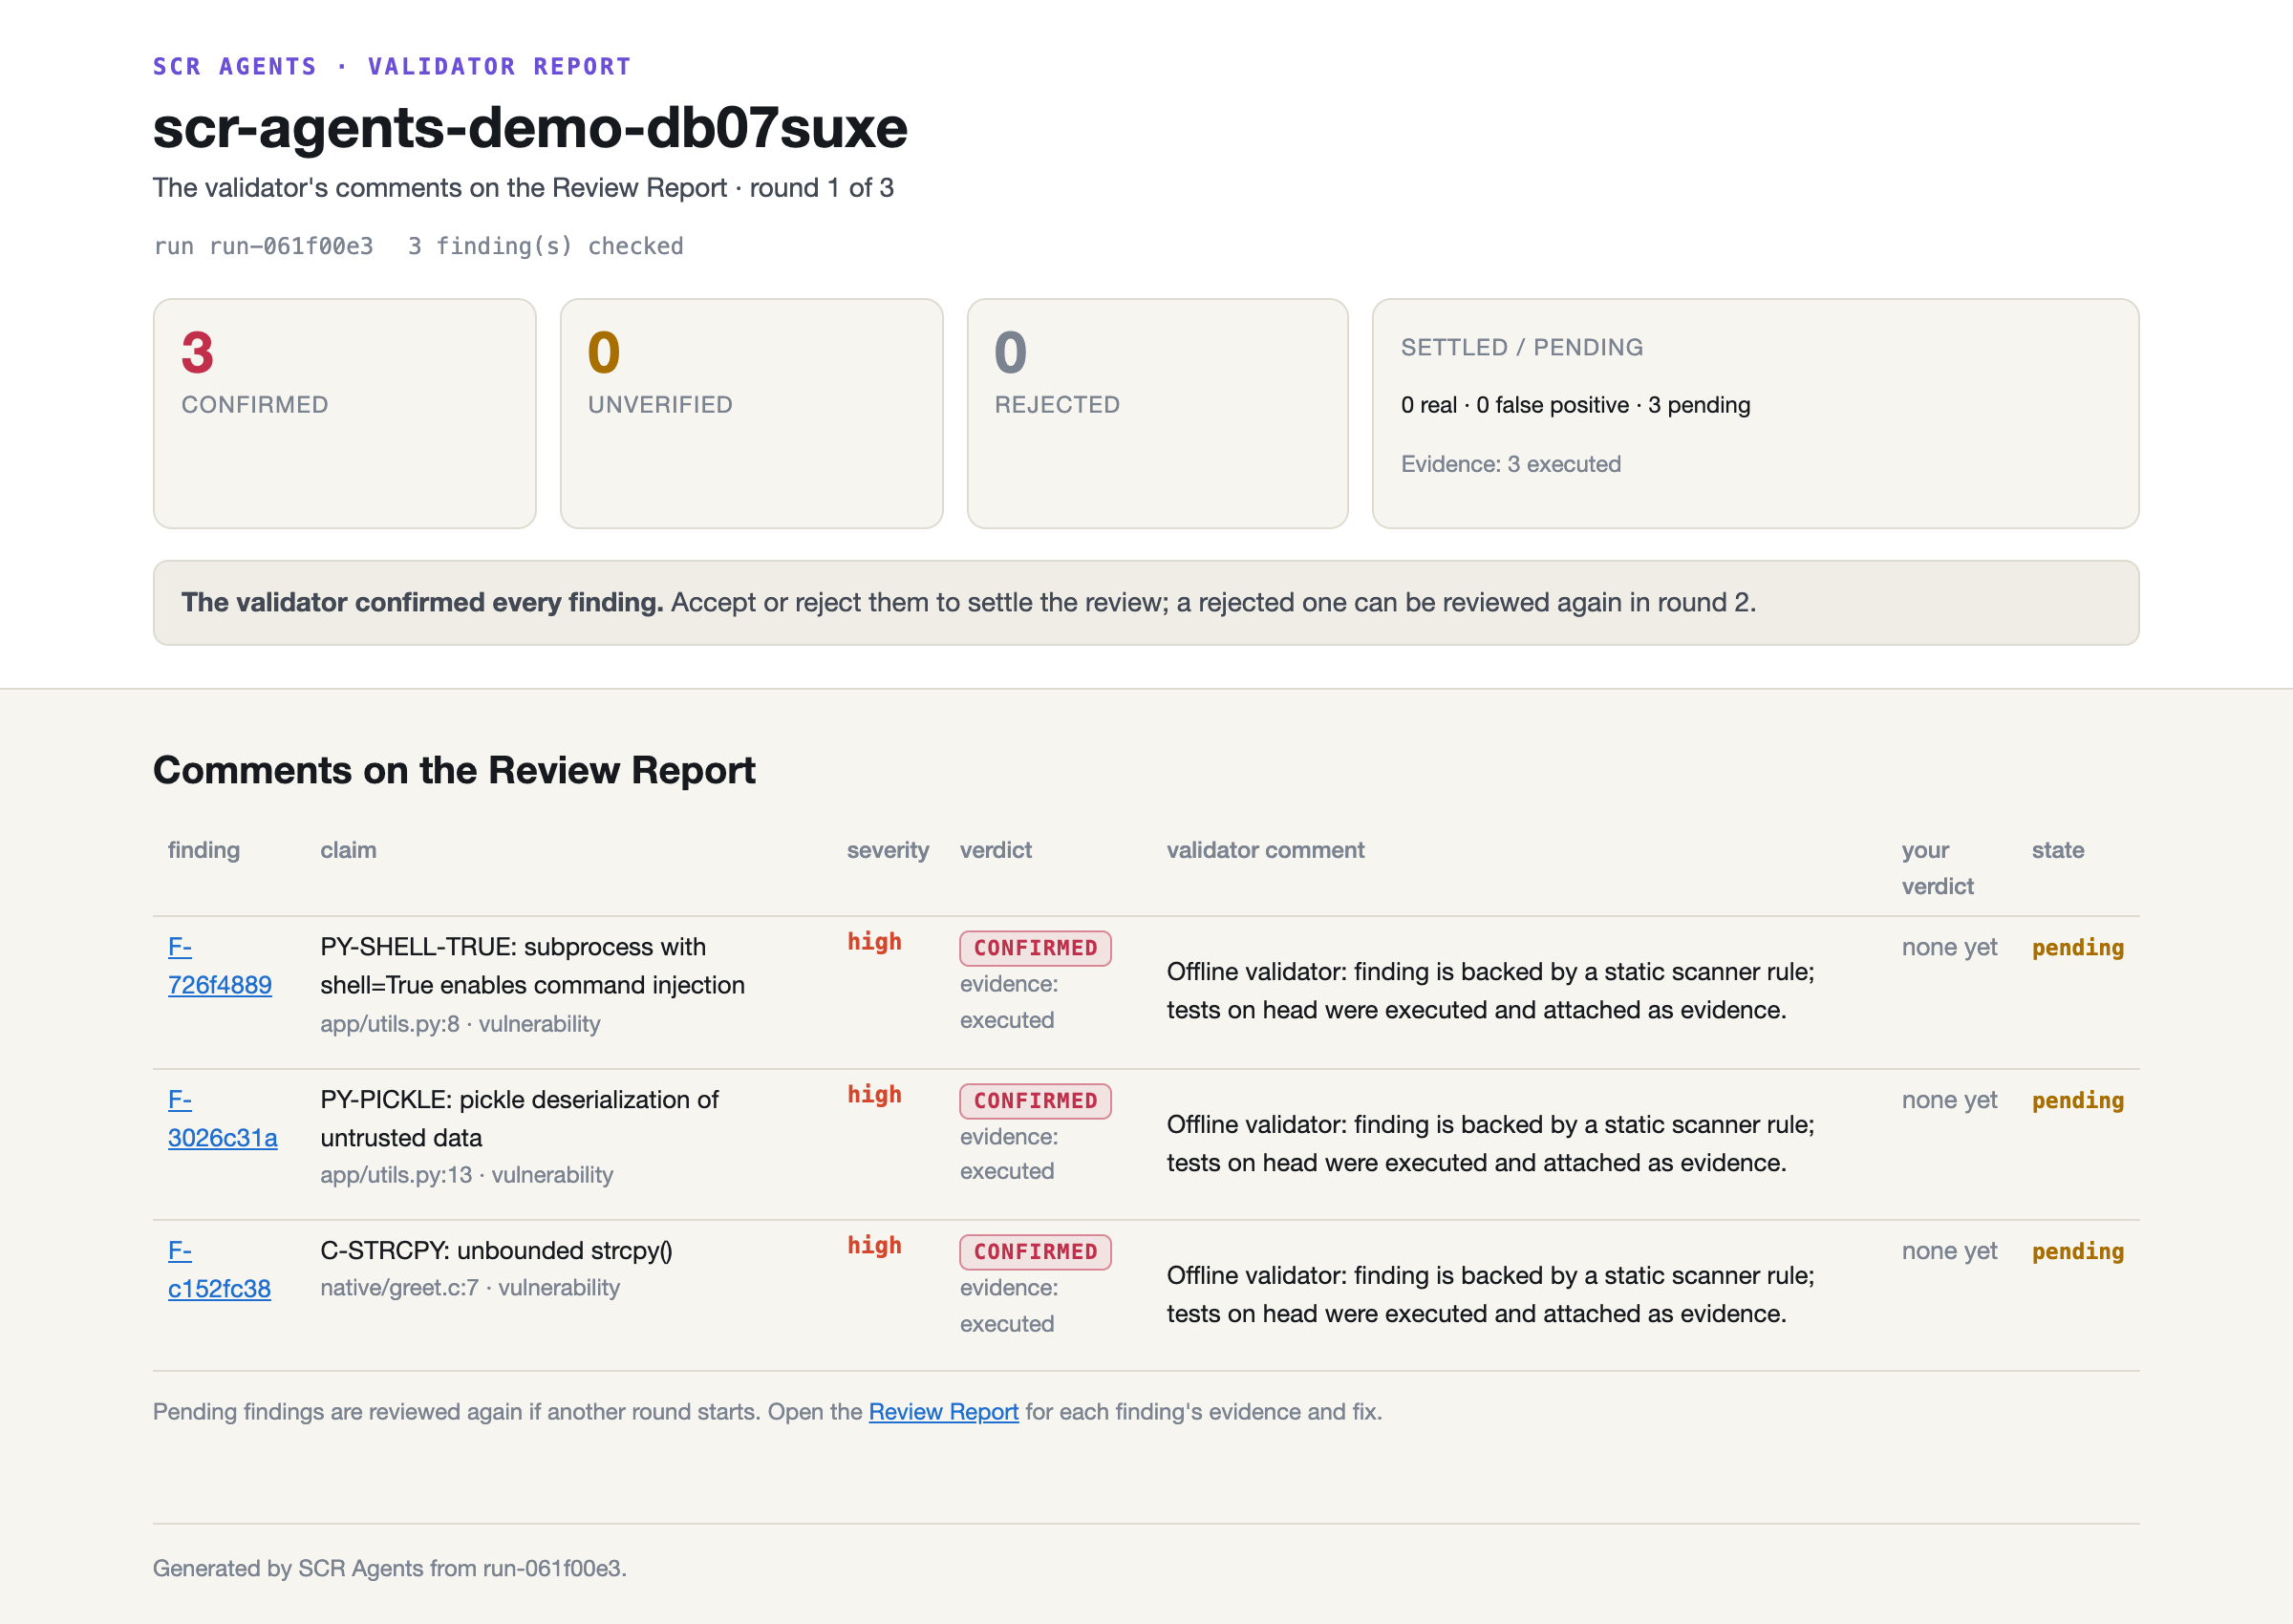 SCR AGENTS · VALIDATOR REPORT
scr-agents-demo-db07suxe
The validator's comments on the Review Report · round 1 of 3
run run-061f00e3 3 finding(s) checked
3
CONFIRMED
0
UNVERIFIED
0
REJECTED
SETTLED / PENDING
0 real · 0 false positive · 3 pending
Evidence: 3 executed
The validator confirmed every finding. Accept or reject them to settle the review; a rejected one can be reviewed again in round 2.
Comments on the Review Report
finding claim severity verdict validator comment your verdict state
F-
726f4889
PY-SHELL-TRUE: subprocess with
shell=True enables command injection
app/utils.py:8 · vulnerability
high
CONFIRMED
evidence:
executed
Offline validator: finding is backed by a static scanner rule;
tests on head were executed and attached as evidence.
none yet
pending
F-
3026c31a
PY-PICKLE: pickle deserialization of
untrusted data
app/utils.py:13 · vulnerability
high
CONFIRMED
evidence:
executed
Offline validator: finding is backed by a static scanner rule;
tests on head were executed and attached as evidence.
none yet
pending
F-
c152fc38
C-STRCPY: unbounded strcpy()
native/greet.c:7 · vulnerability
high
CONFIRMED
evidence:
executed
Offline validator: finding is backed by a static scanner rule;
tests on head were executed and attached as evidence.
none yet
pending
Pending findings are reviewed again if another round starts. Open the Review Report for each finding's evidence and fix.
Generated by SCR Agents from run-061f00e3.